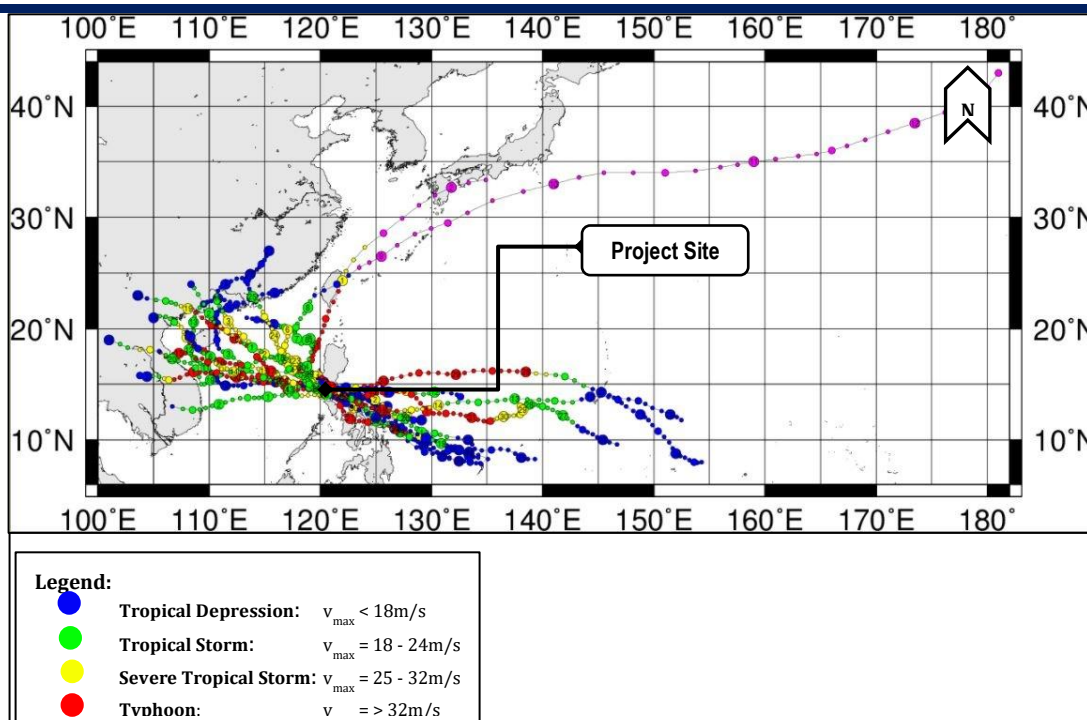 100°E 110°E 120°E 130°E 140°E 150°E 160°E 170°E 180°
40°N 40°N
N
30°N 30°N
Project Site
20°N 20°N
10°N 10°N
100°E 110°E 120°E 130°E 140°E 150°E 160°E 170°E 180°
Legend:
Tropical Depression: vmax < 18m/s
Tropical Storm: vmax = 18 - 24m/s
Severe Tropical Storm: vmax = 25 - 32m/s
Typhoon: v = > 32m/s